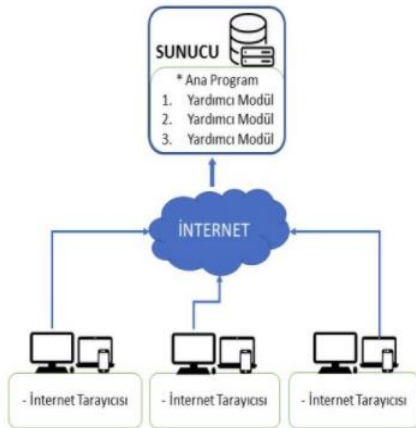 SUNUCU
* Ana Program
1. Yardımcı Modül
2. Yardımcı Modül
3. Yardımcı Modül
İNTERNET
- İnternet Tarayıcısı
- İnternet Tarayıcısı
- İnternet Tarayıcısı